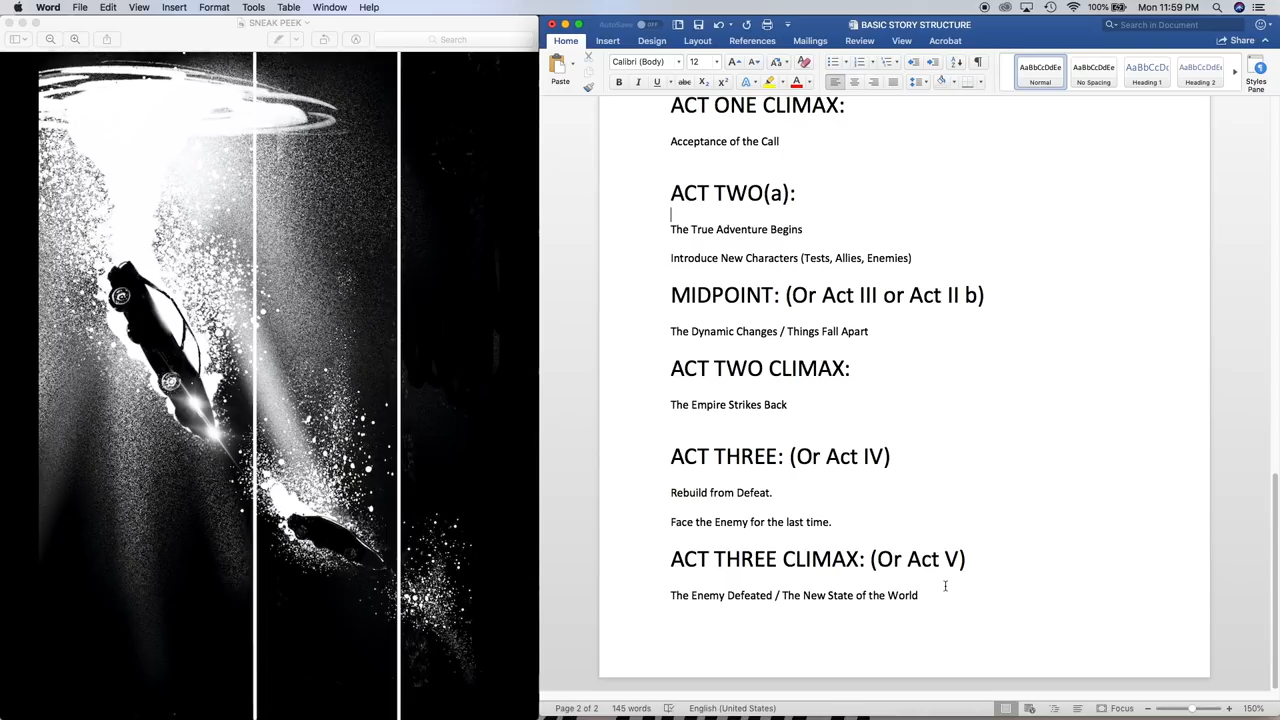 Word File Edit View Insert Format Tools Table Window Help
100% Mon 11:59 PM
SNEAK PEEK
Search
AutoSave OFF
BASIC STORY STRUCTURE
Search in Document
Home Insert Design Layout References Mailings Review View Acrobat
Share
Paste
Calibri (Body) 12
AaBbCcDdEe AaBbCcDdEe AaBbCcDc AaBbCcDdEe
Normal No Spacing Heading 1 Heading 2
Styles
Pane
ACT ONE CLIMAX:
Acceptance of the Call
ACT TWO(a):
The True Adventure Begins
Introduce New Characters (Tests, Allies, Enemies)
MIDPOINT: (Or Act III or Act II b)
The Dynamic Changes / Things Fall Apart
ACT TWO CLIMAX:
The Empire Strikes Back
ACT THREE: (Or Act IV)
Rebuild from Defeat.
Face the Enemy for the last time.
ACT THREE CLIMAX: (Or Act V)
The Enemy Defeated / The New State of the World
Page 2 of 2 145 words English (United States) Focus 150%